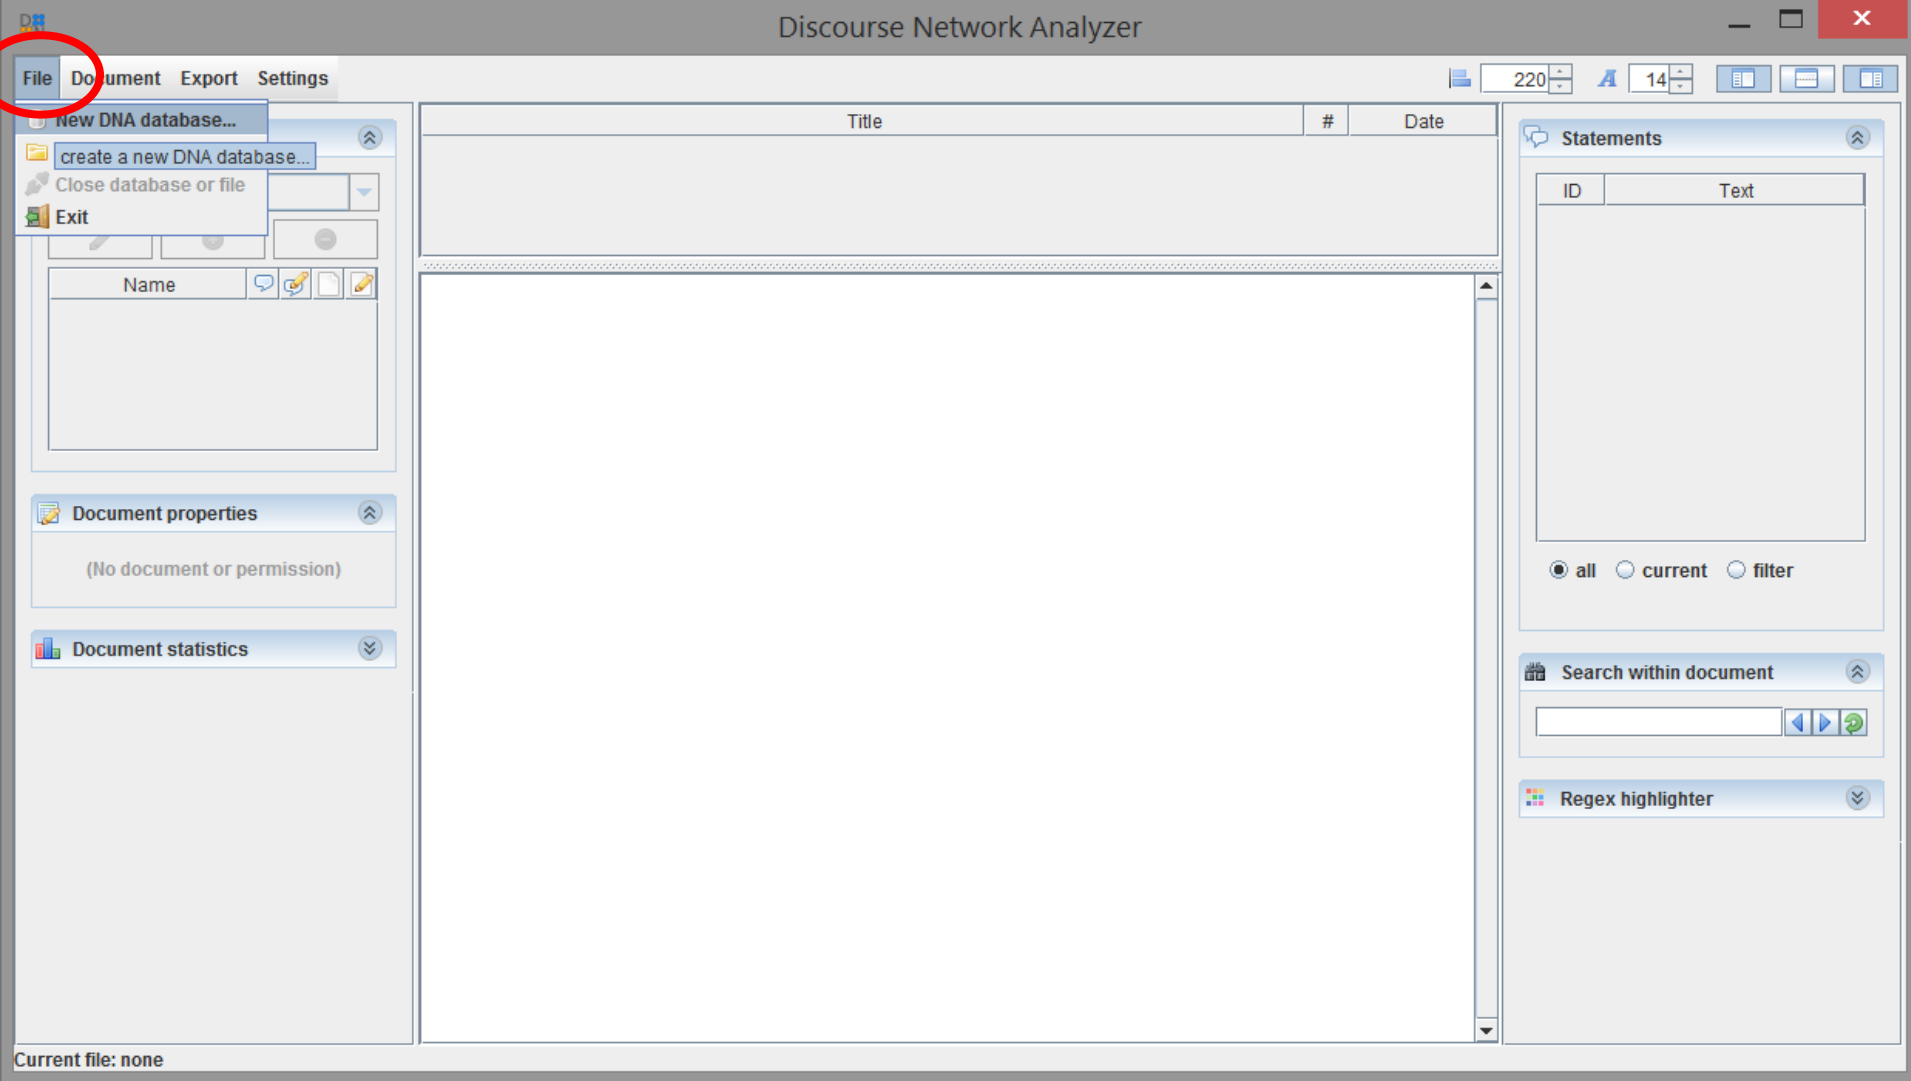 Discourse Network Analyzer
File Document Export Settings
220
14
New DNA database...
create a new DNA database...
Close database or file
Exit
Name
Document properties
(No document or permission)
Document statistics
Title # Date
Statements
ID Text
all current filter
Search within document
Regex highlighter
Current file: none